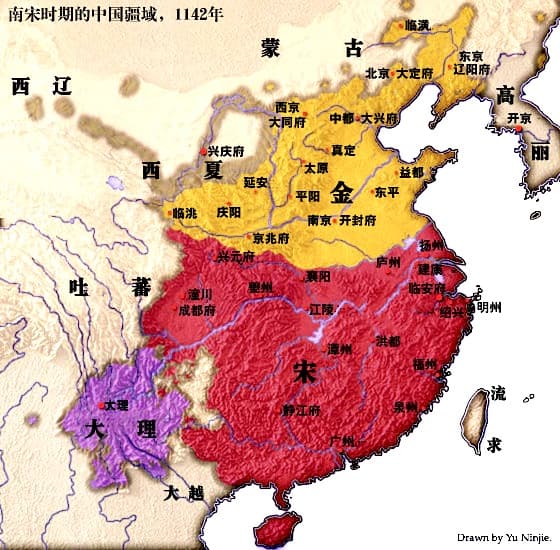 南宋时期的中国疆域，1142年
临潢
蒙 古
东京
辽阳府
北京 大定府
西 辽
高
西京
大同府
中都 大兴府
开京
丽
兴庆府
真定
西 夏
太原
益都
延安
金
东平
平阳
临洮
庆阳
南京 开封府
京兆府
扬州
兴元府
庐州
建康
襄阳
吐 蕃
潼川
临安府
成都府
江陵
绍兴
明州
洪都
潭州
宋
福州
流
求
大理
静江府
泉州
大 理
广州
大越
Drawn by Yu Ninjie.